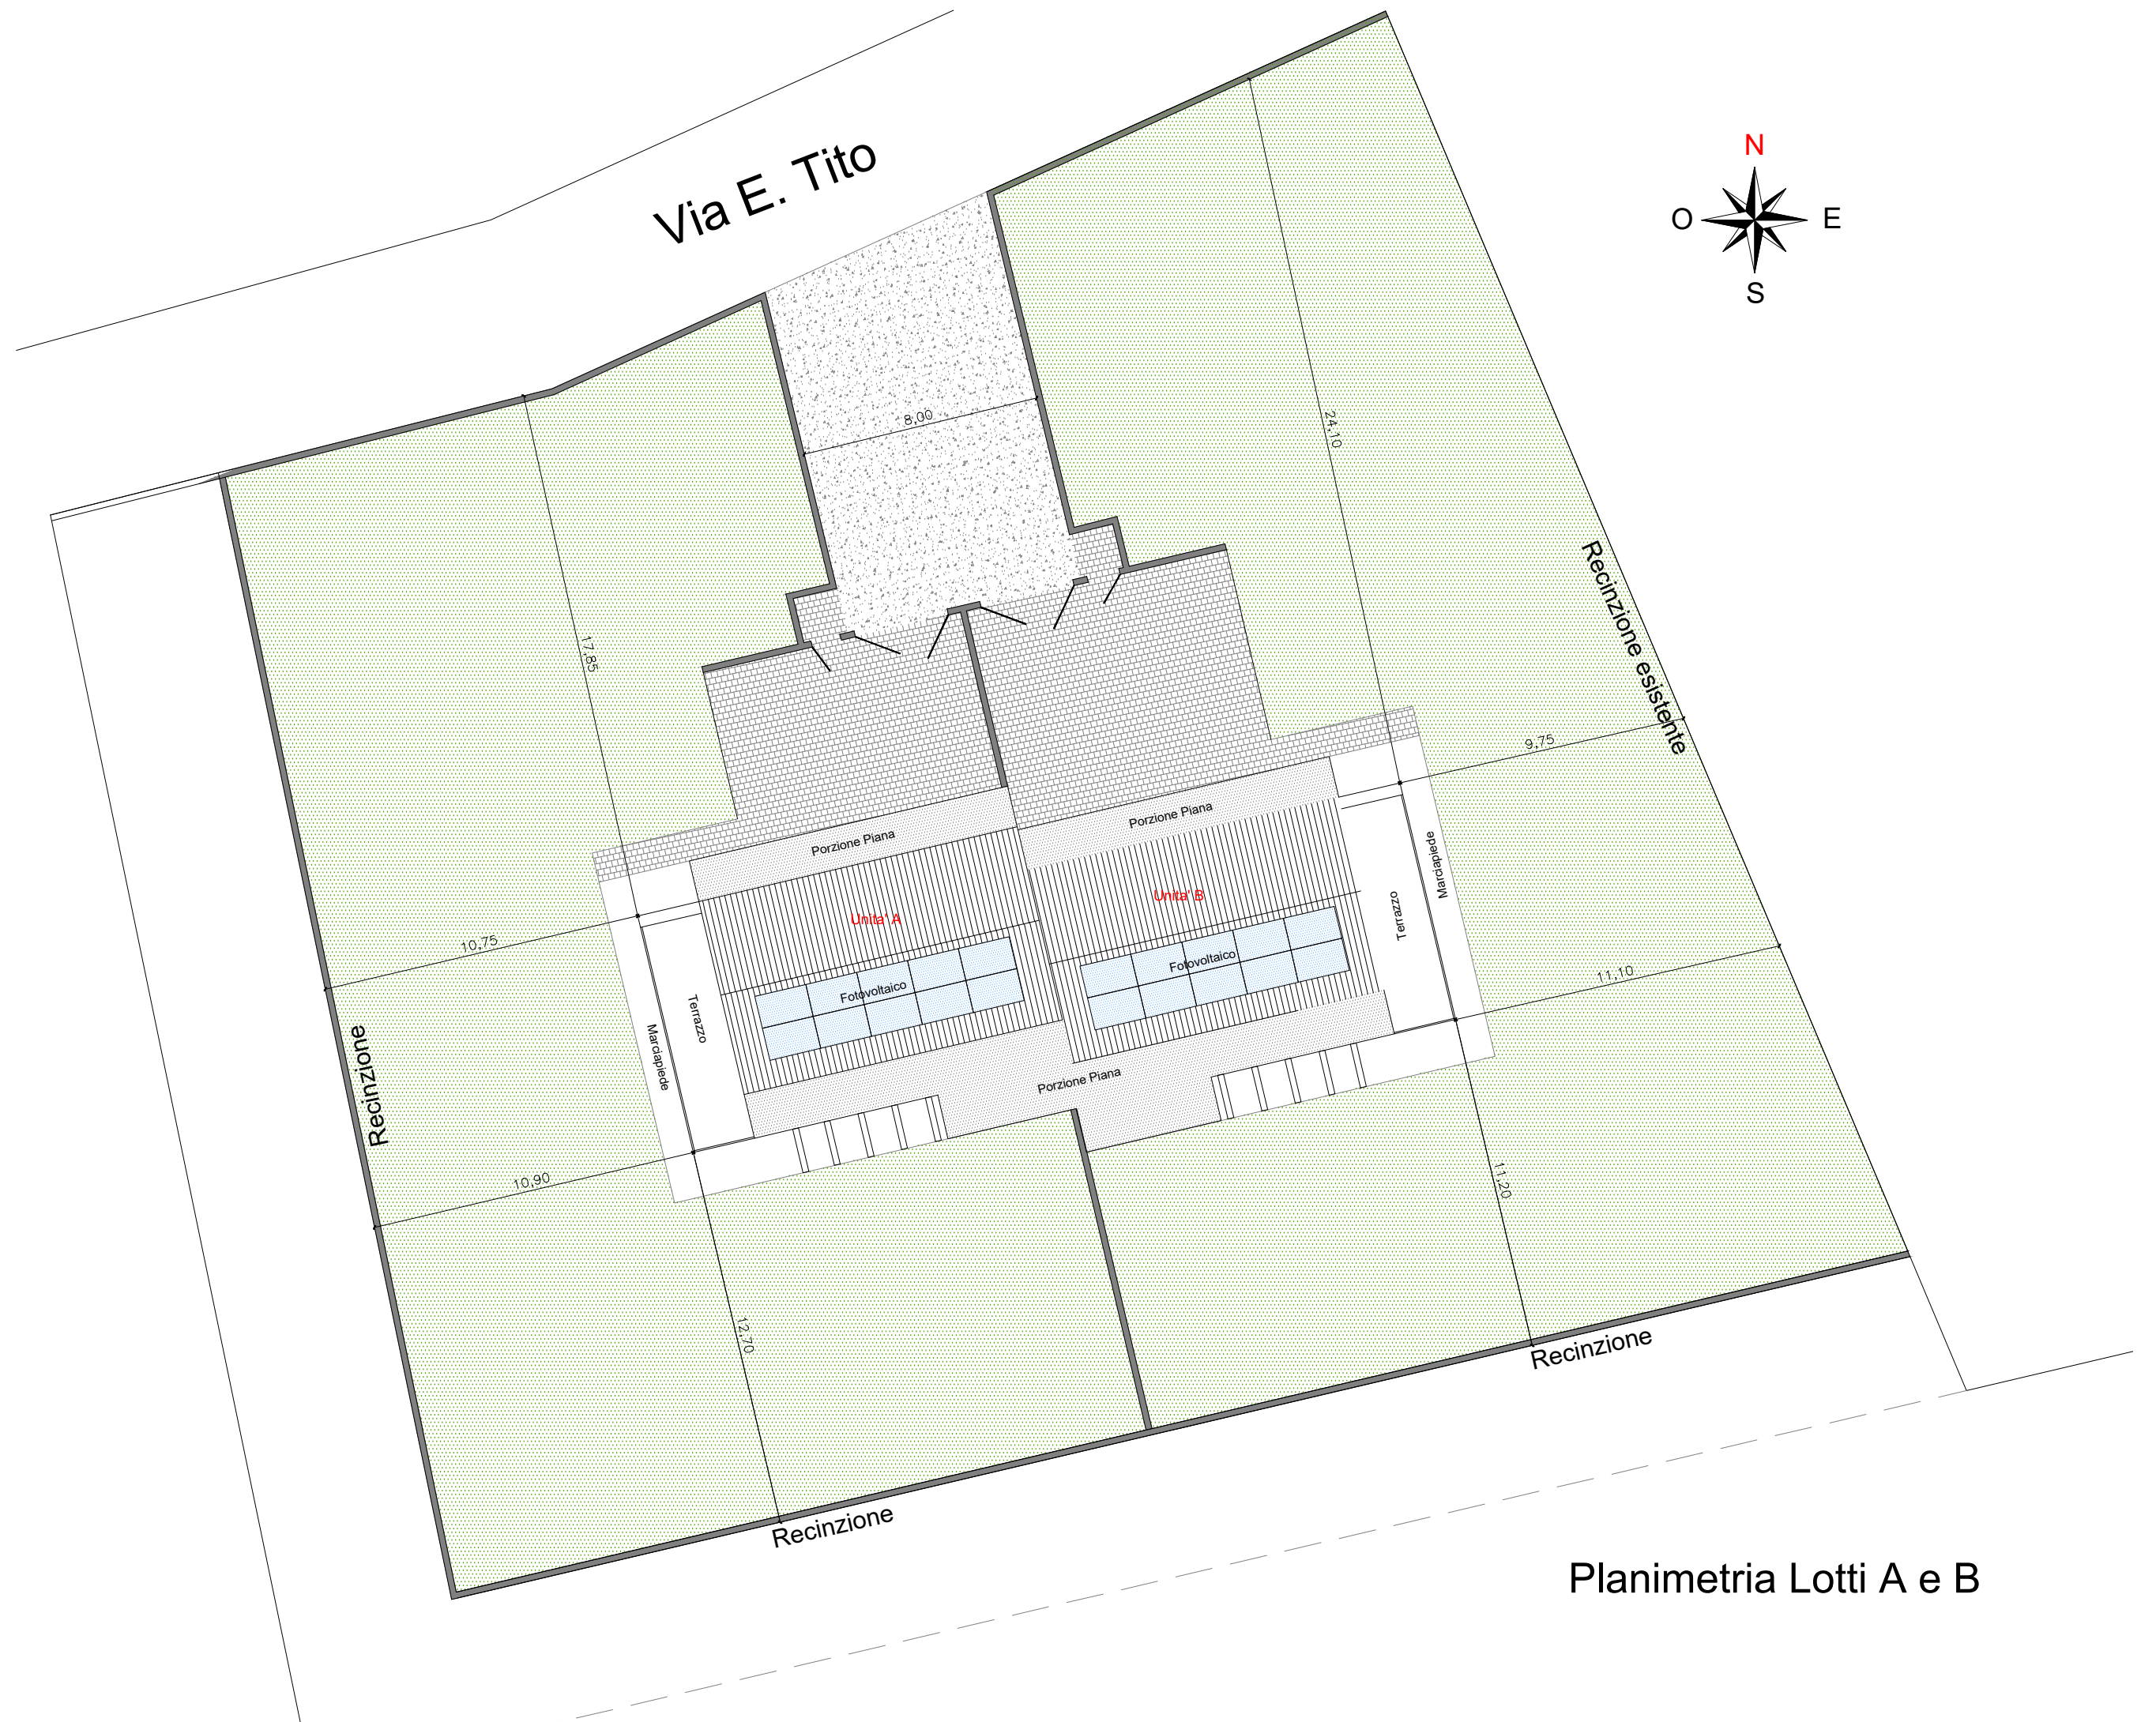 N
Via E. Tito
O
E
S
8,00
24,10
17,85
Recinzione esistente
9,75
Porzione Piana
Porzione Piana
Marciapiede
Unita' B
Unita' A
Terrazzo
10,75
Fotovoltaico
Fotovoltaico
11,10
Terrazzo
Marciapiede
Recinzione
Porzione Piana
10,90
11,20
12,70
Recinzione
Recinzione
Planimetria Lotti A e B